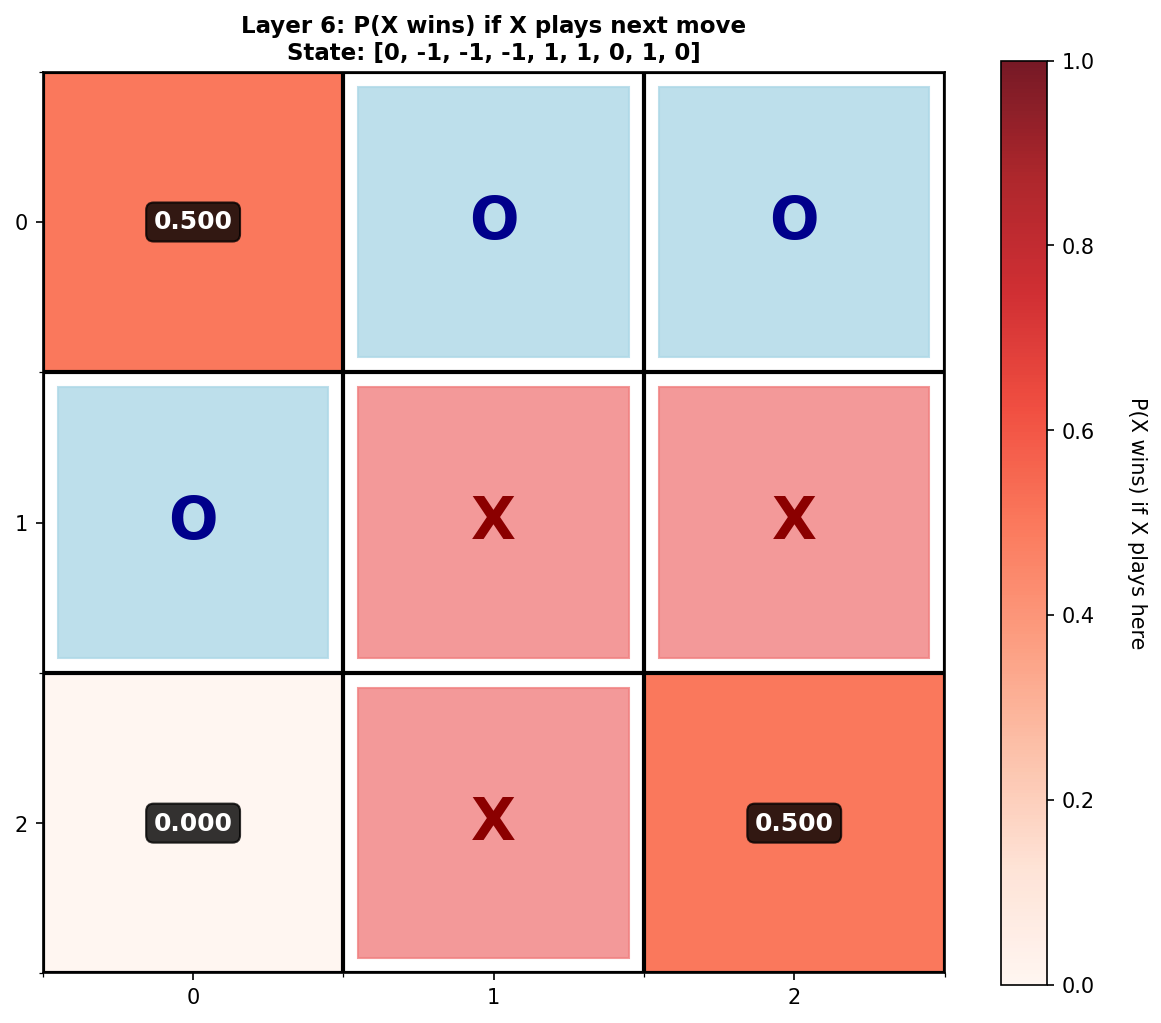 Layer 6: P(X wins) if X plays next move
State: [0, -1, -1, -1, 1, 1, 0, 1, 0]
0
0.500
O
O
1
O
X
X
2
0.000
X
0.500
0
1
2
1.0
0.8
0.6
0.4
0.2
0.0
P(X wins) if X plays here